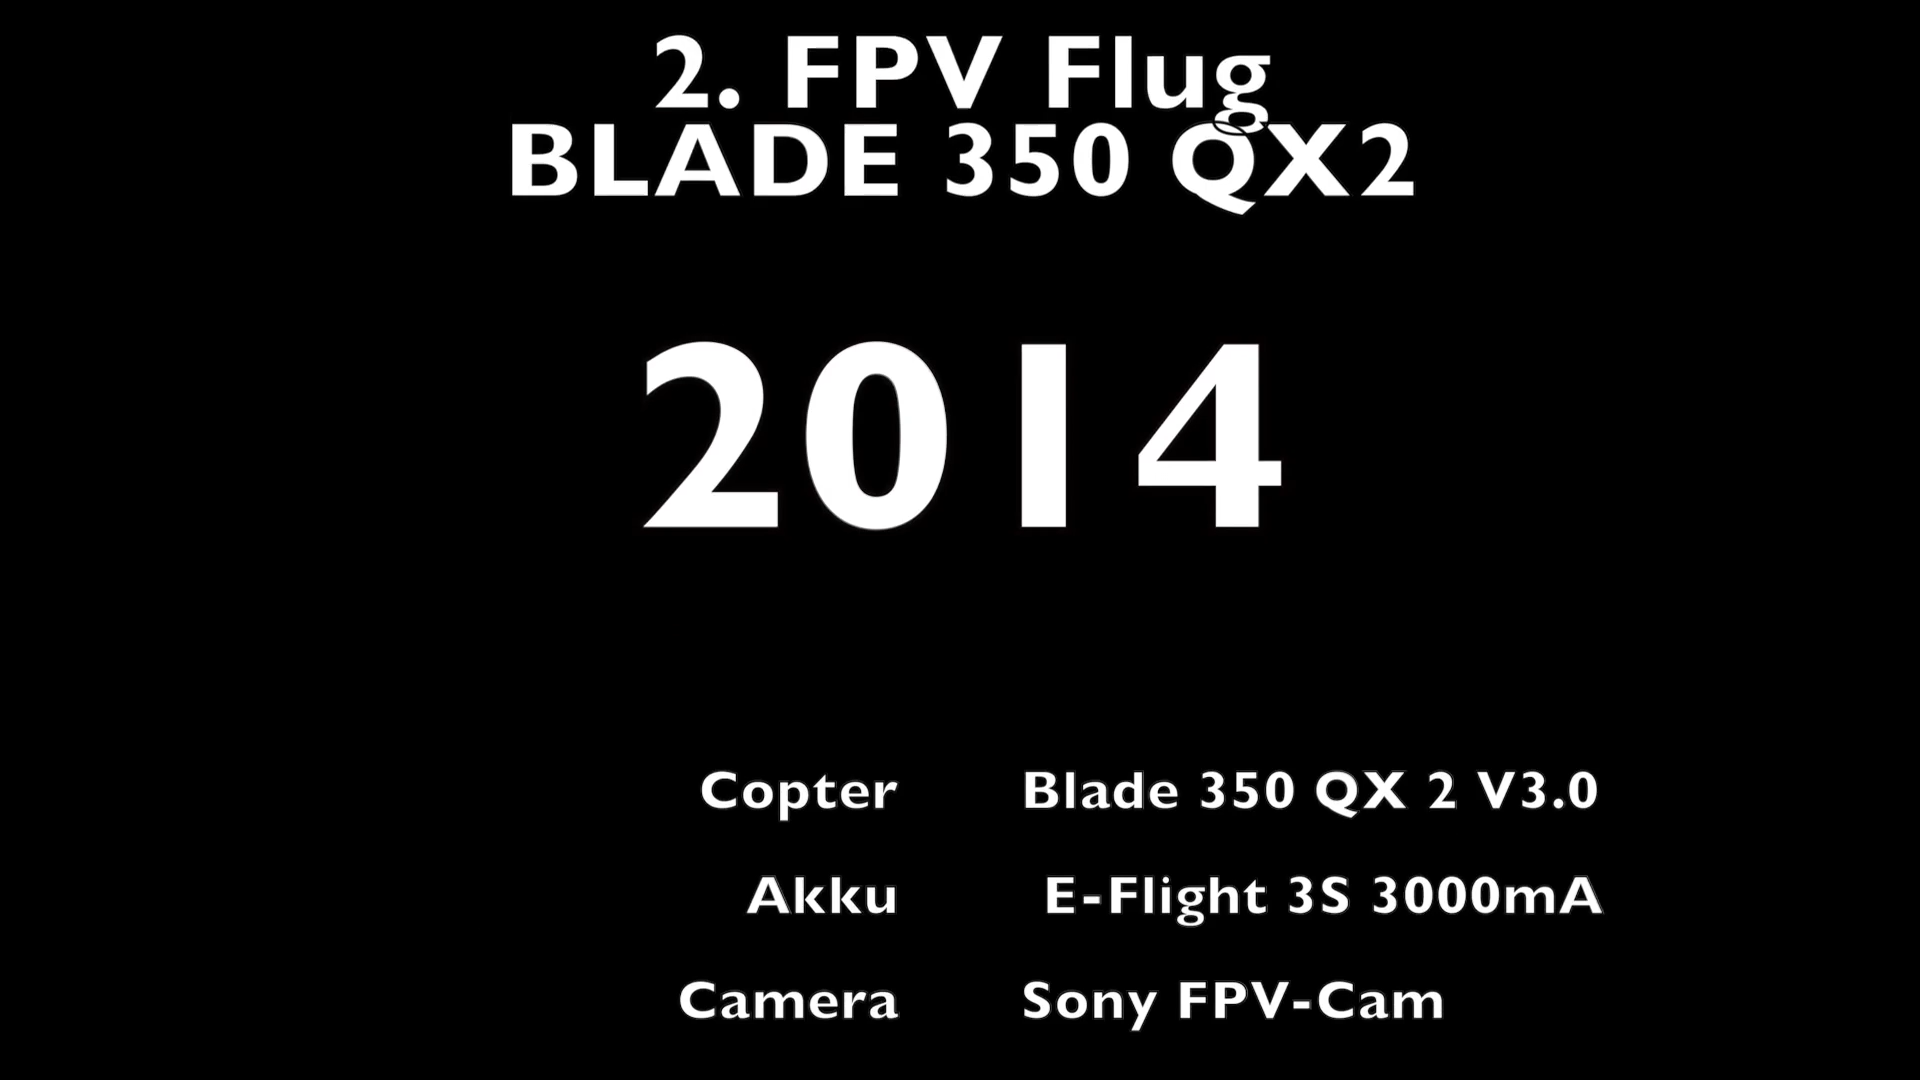 2. FPV Flug
BLADE 350 QX2
2014
Copter Blade 350 QX 2 V3.0
Akku E-Flight 3S 3000mA
Camera Sony FPV-Cam